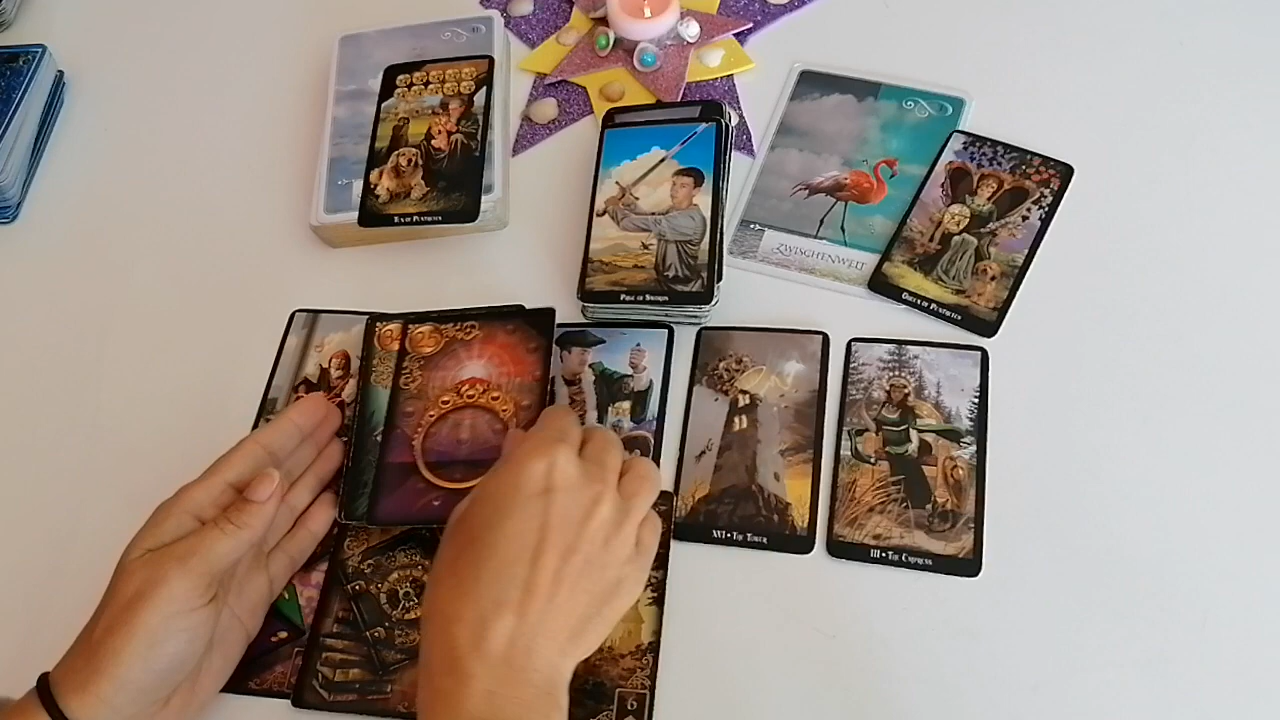 TEN OF PENTACLES
PAGE OF SWORDS
ZWISCHENWELT
QUEEN OF PENTACLES
25
XVI • THE TOWER
III • THE EMPRESS
6